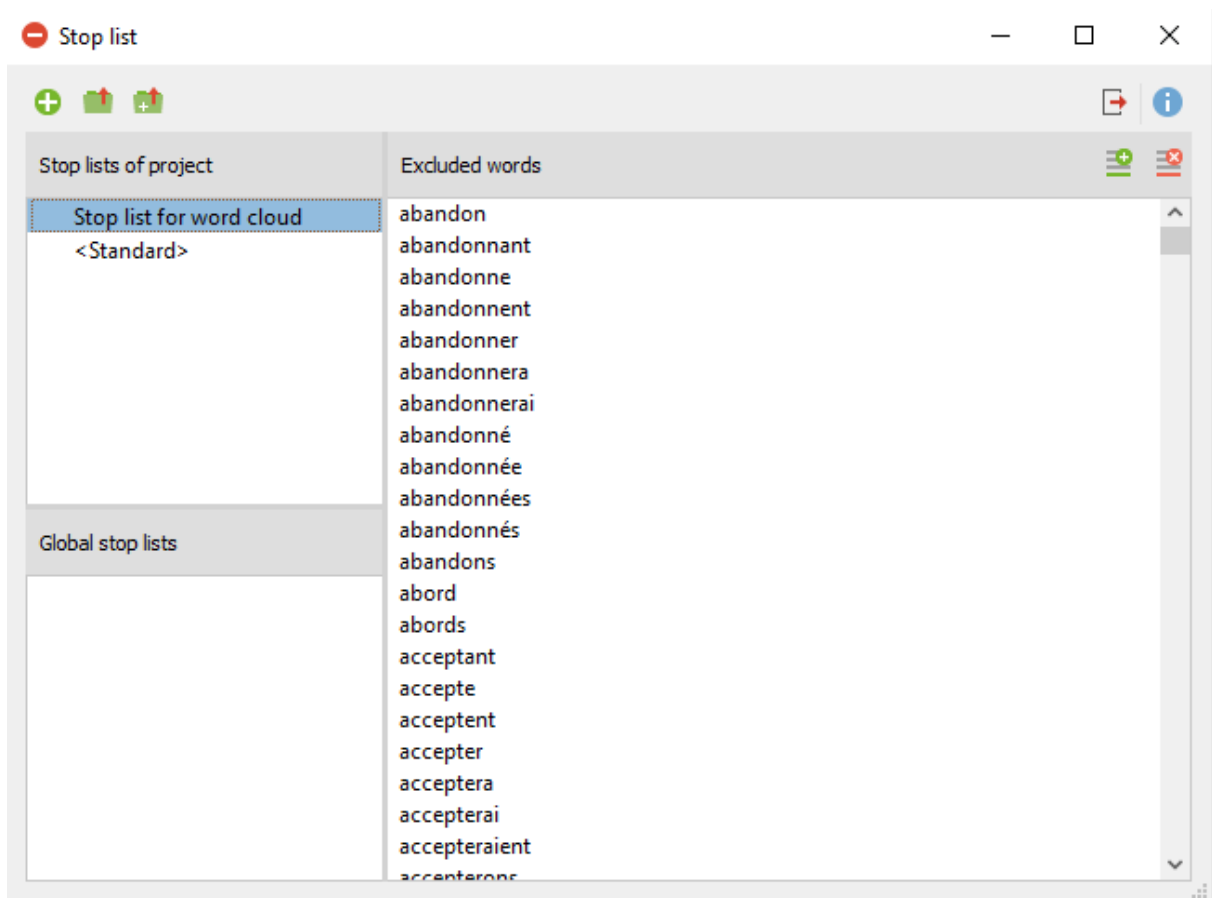 Stop list
Stop lists of project
Excluded words
Stop list for word cloud
<Standard>
Global stop lists
abandon
abandonnant
abandonne
abandonnent
abandonner
abandonnera
abandonnerai
abandonné
abandonnée
abandonnées
abandonnés
abandons
abord
abords
acceptant
accepte
acceptent
accepter
acceptera
accepterai
accepteraient
accepterons